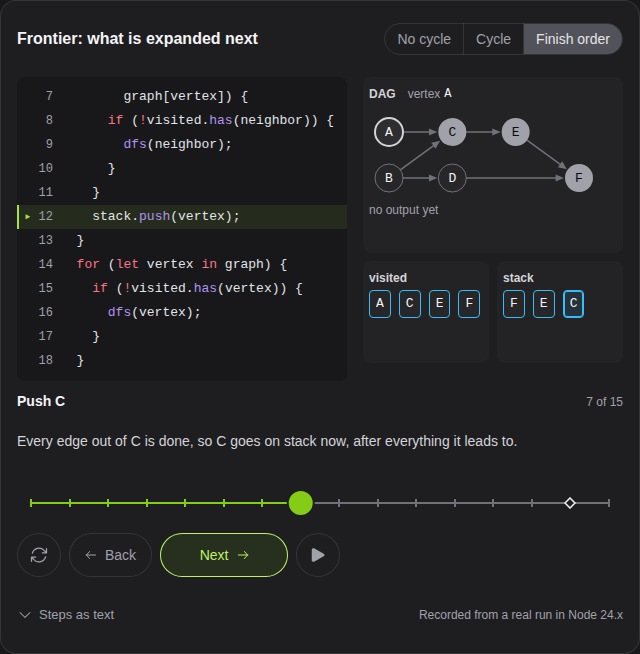 Frontier: what is expanded next
No cycle
Cycle
Finish order
7 graph[vertex]) {
8 if (!visited.has(neighbor)) {
9 dfs(neighbor);
10 }
11 }
12 stack.push(vertex);
13 }
14 for (let vertex in graph) {
15 if (!visited.has(vertex)) {
16 dfs(vertex);
17 }
18 }
DAG vertex A
A C E
B D F
no output yet
visited
A C E F
stack
F E C
Push C
7 of 15
Every edge out of C is done, so C goes on stack now, after everything it leads to.
Back
Next
Steps as text
Recorded from a real run in Node 24.x